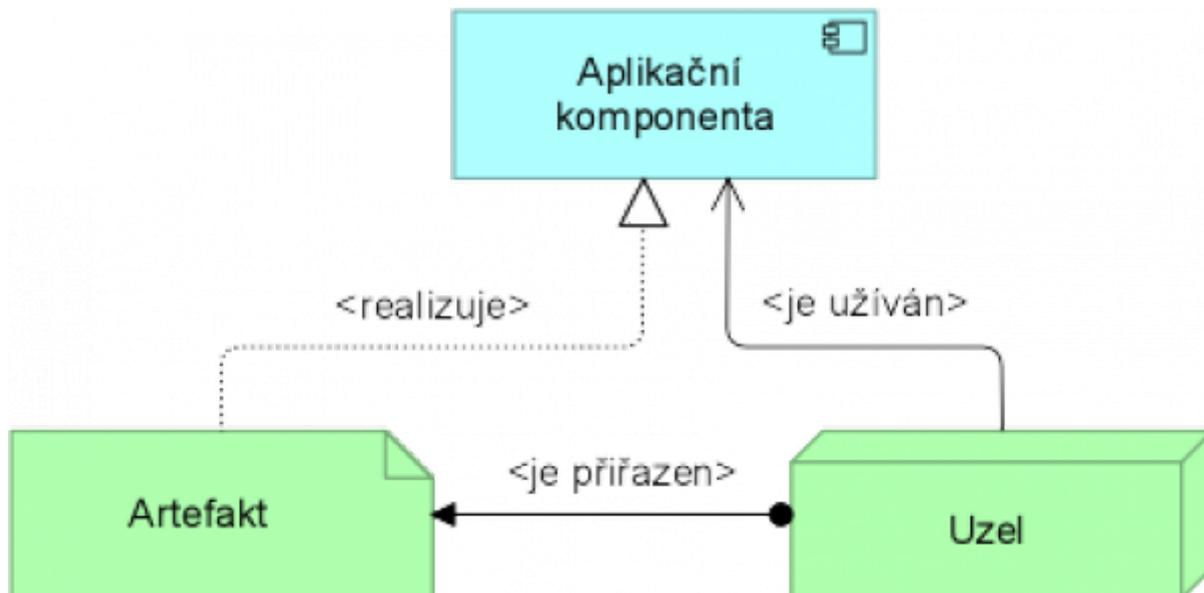 Aplikační
komponenta
<realizuje>
<je užíván>
<je přiřazen>
Artefakt
Uzel